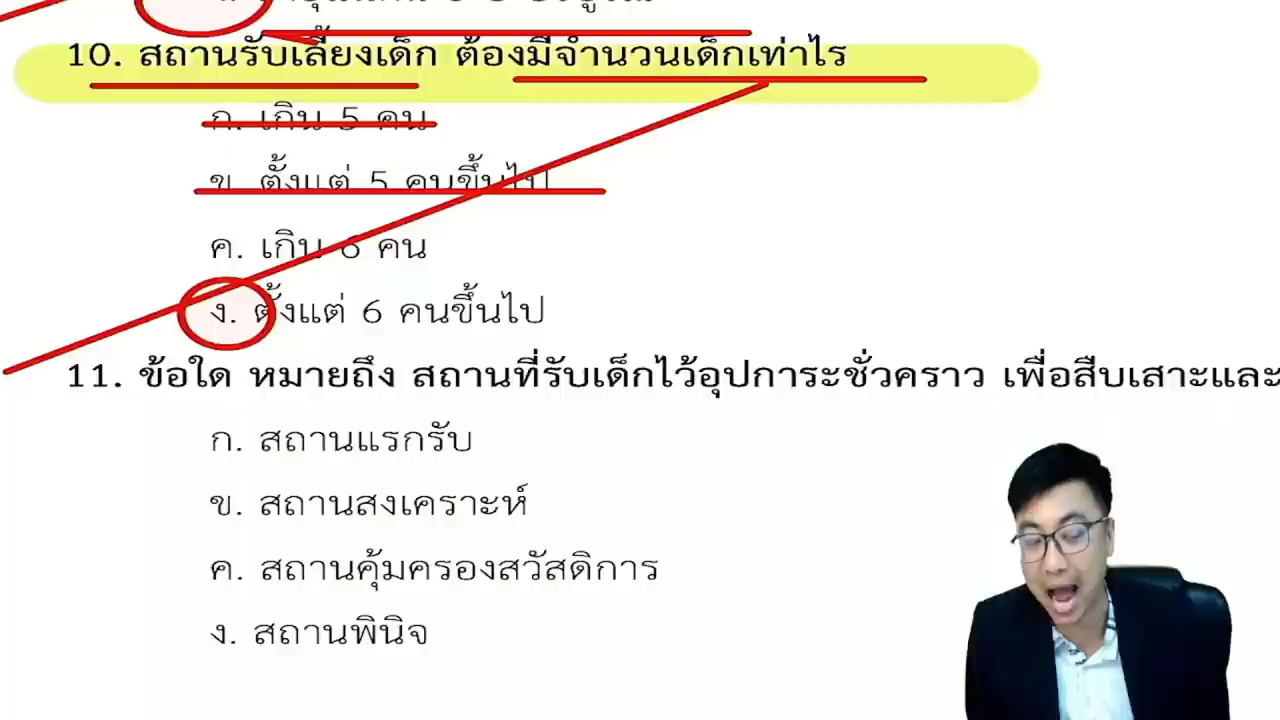 10. สถานรับเลี้ยงเด็ก ต้องมีจำนวนเด็กเท่าไร
ก. เกิน 5 คน
ข. ตั้งแต่ 5 คนขึ้นไป
ค. เกิน 6 คน
ง. ตั้งแต่ 6 คนขึ้นไป
11. ข้อใด หมายถึง สถานที่รับเด็กไว้อุปการะชั่วคราว เพื่อสืบเสาะและ
ก. สถานแรกรับ
ข. สถานสงเคราะห์
ค. สถานคุ้มครองสวัสดิการ
ง. สถานพินิจ